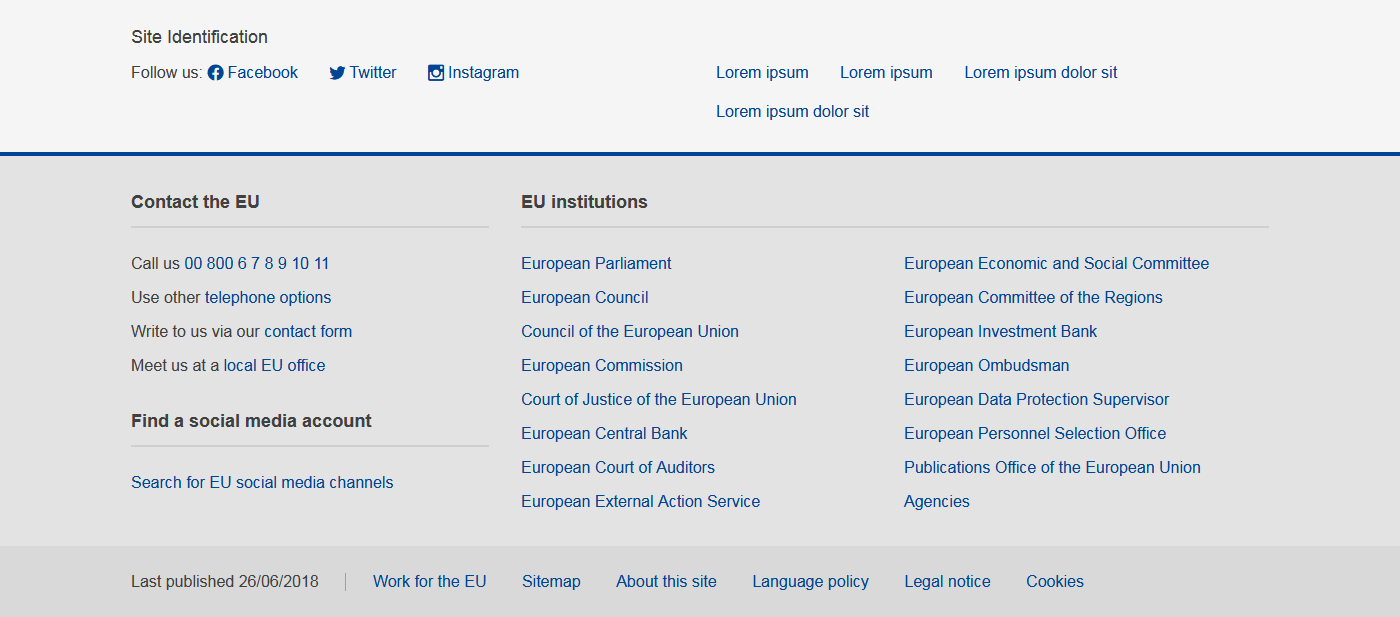 Site Identification
Follow us: Facebook Twitter Instagram
Lorem ipsum Lorem ipsum Lorem ipsum dolor sit
Lorem ipsum dolor sit
Contact the EU
Call us 00 800 6 7 8 9 10 11
Use other telephone options
Write to us via our contact form
Meet us at a local EU office
Find a social media account
Search for EU social media channels
EU institutions
European Parliament
European Council
Council of the European Union
European Commission
Court of Justice of the European Union
European Central Bank
European Court of Auditors
European External Action Service
European Economic and Social Committee
European Committee of the Regions
European Investment Bank
European Ombudsman
European Data Protection Supervisor
European Personnel Selection Office
Publications Office of the European Union
Agencies
Last published 26/06/2018 Work for the EU Sitemap About this site Language policy Legal notice Cookies